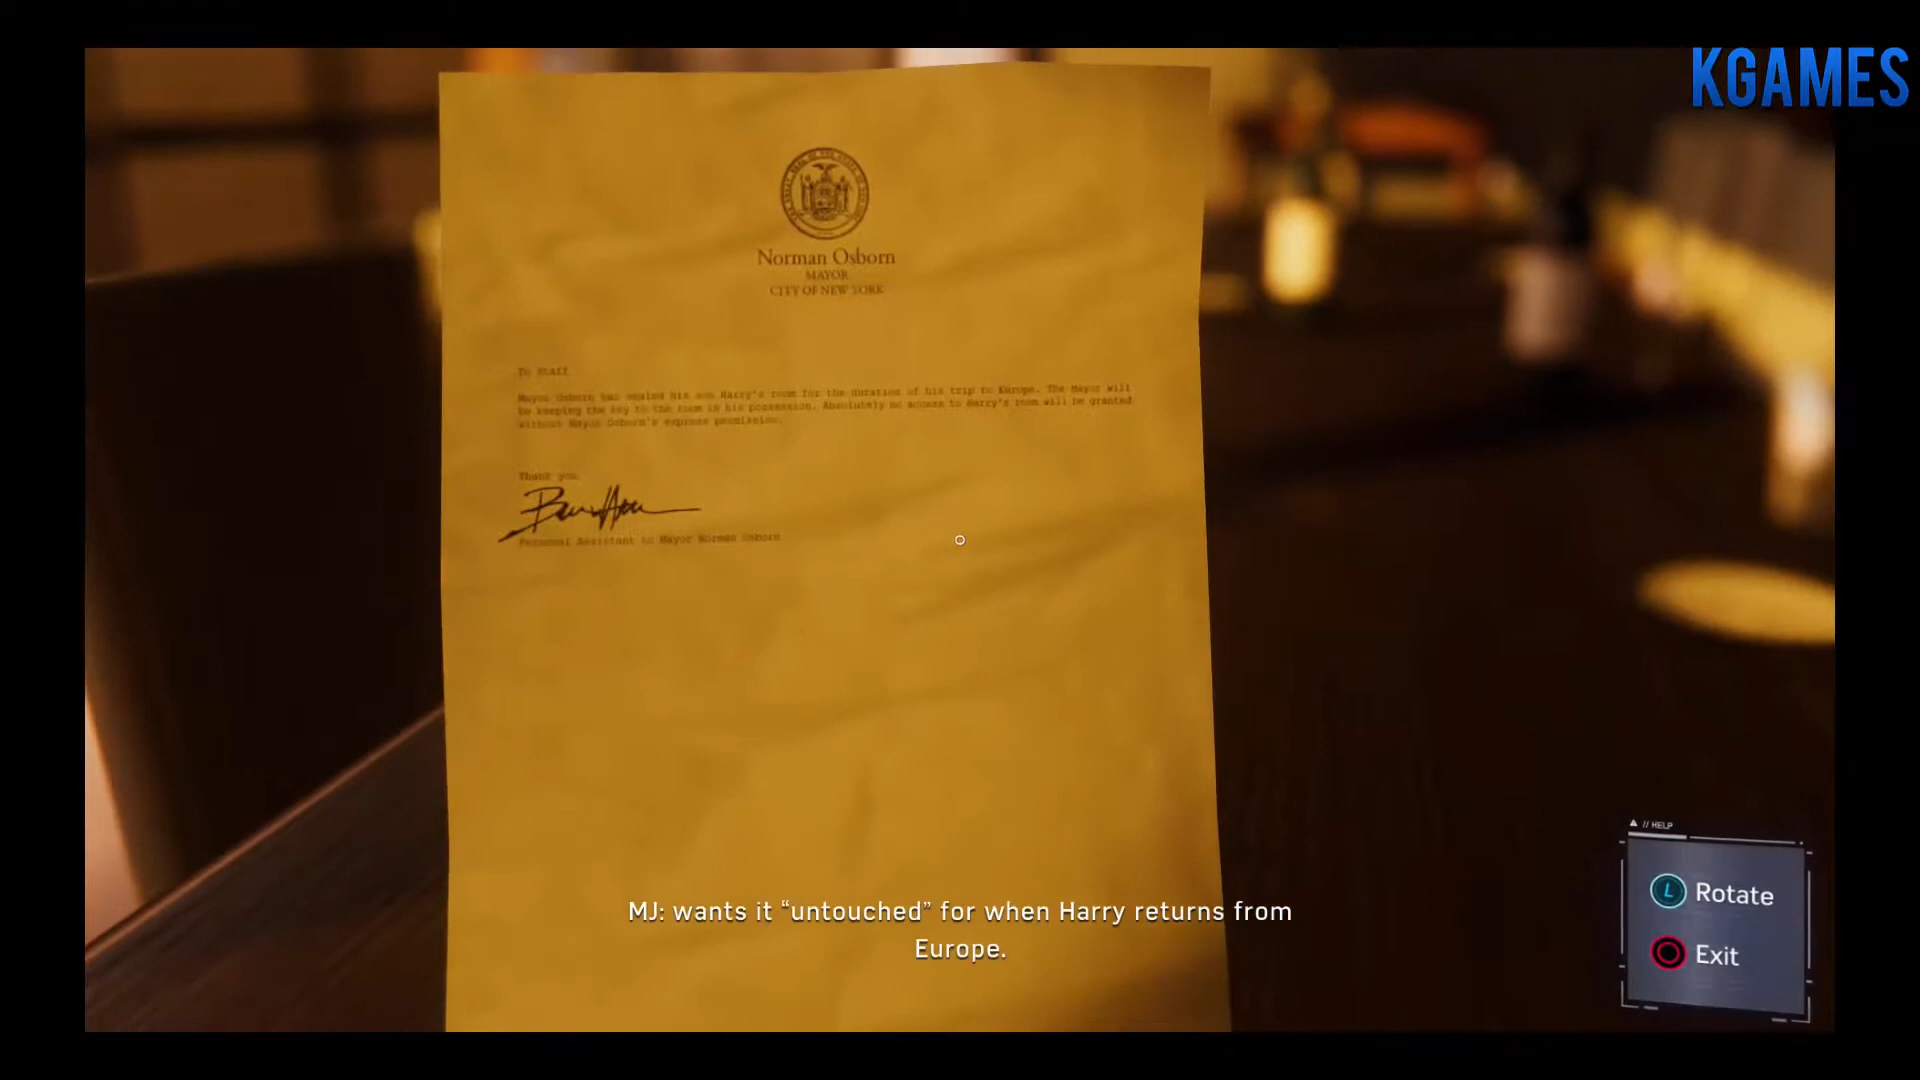 KGAMES
Norman Osborn
MAYOR
CITY OF NEW YORK
To Staff
Mayor Osborn has sealed his son Harry's room for the duration of his trip to Europe. The Mayor will
be keeping the key to the room in his possession. Absolutely no access to Harry's room will be granted
without Mayor Osborn's express permission.
Thank you
Personal Assistant to Mayor Norman Osborn
MJ: wants it “untouched” for when Harry returns from
Europe.
// HELP
L Rotate
Exit